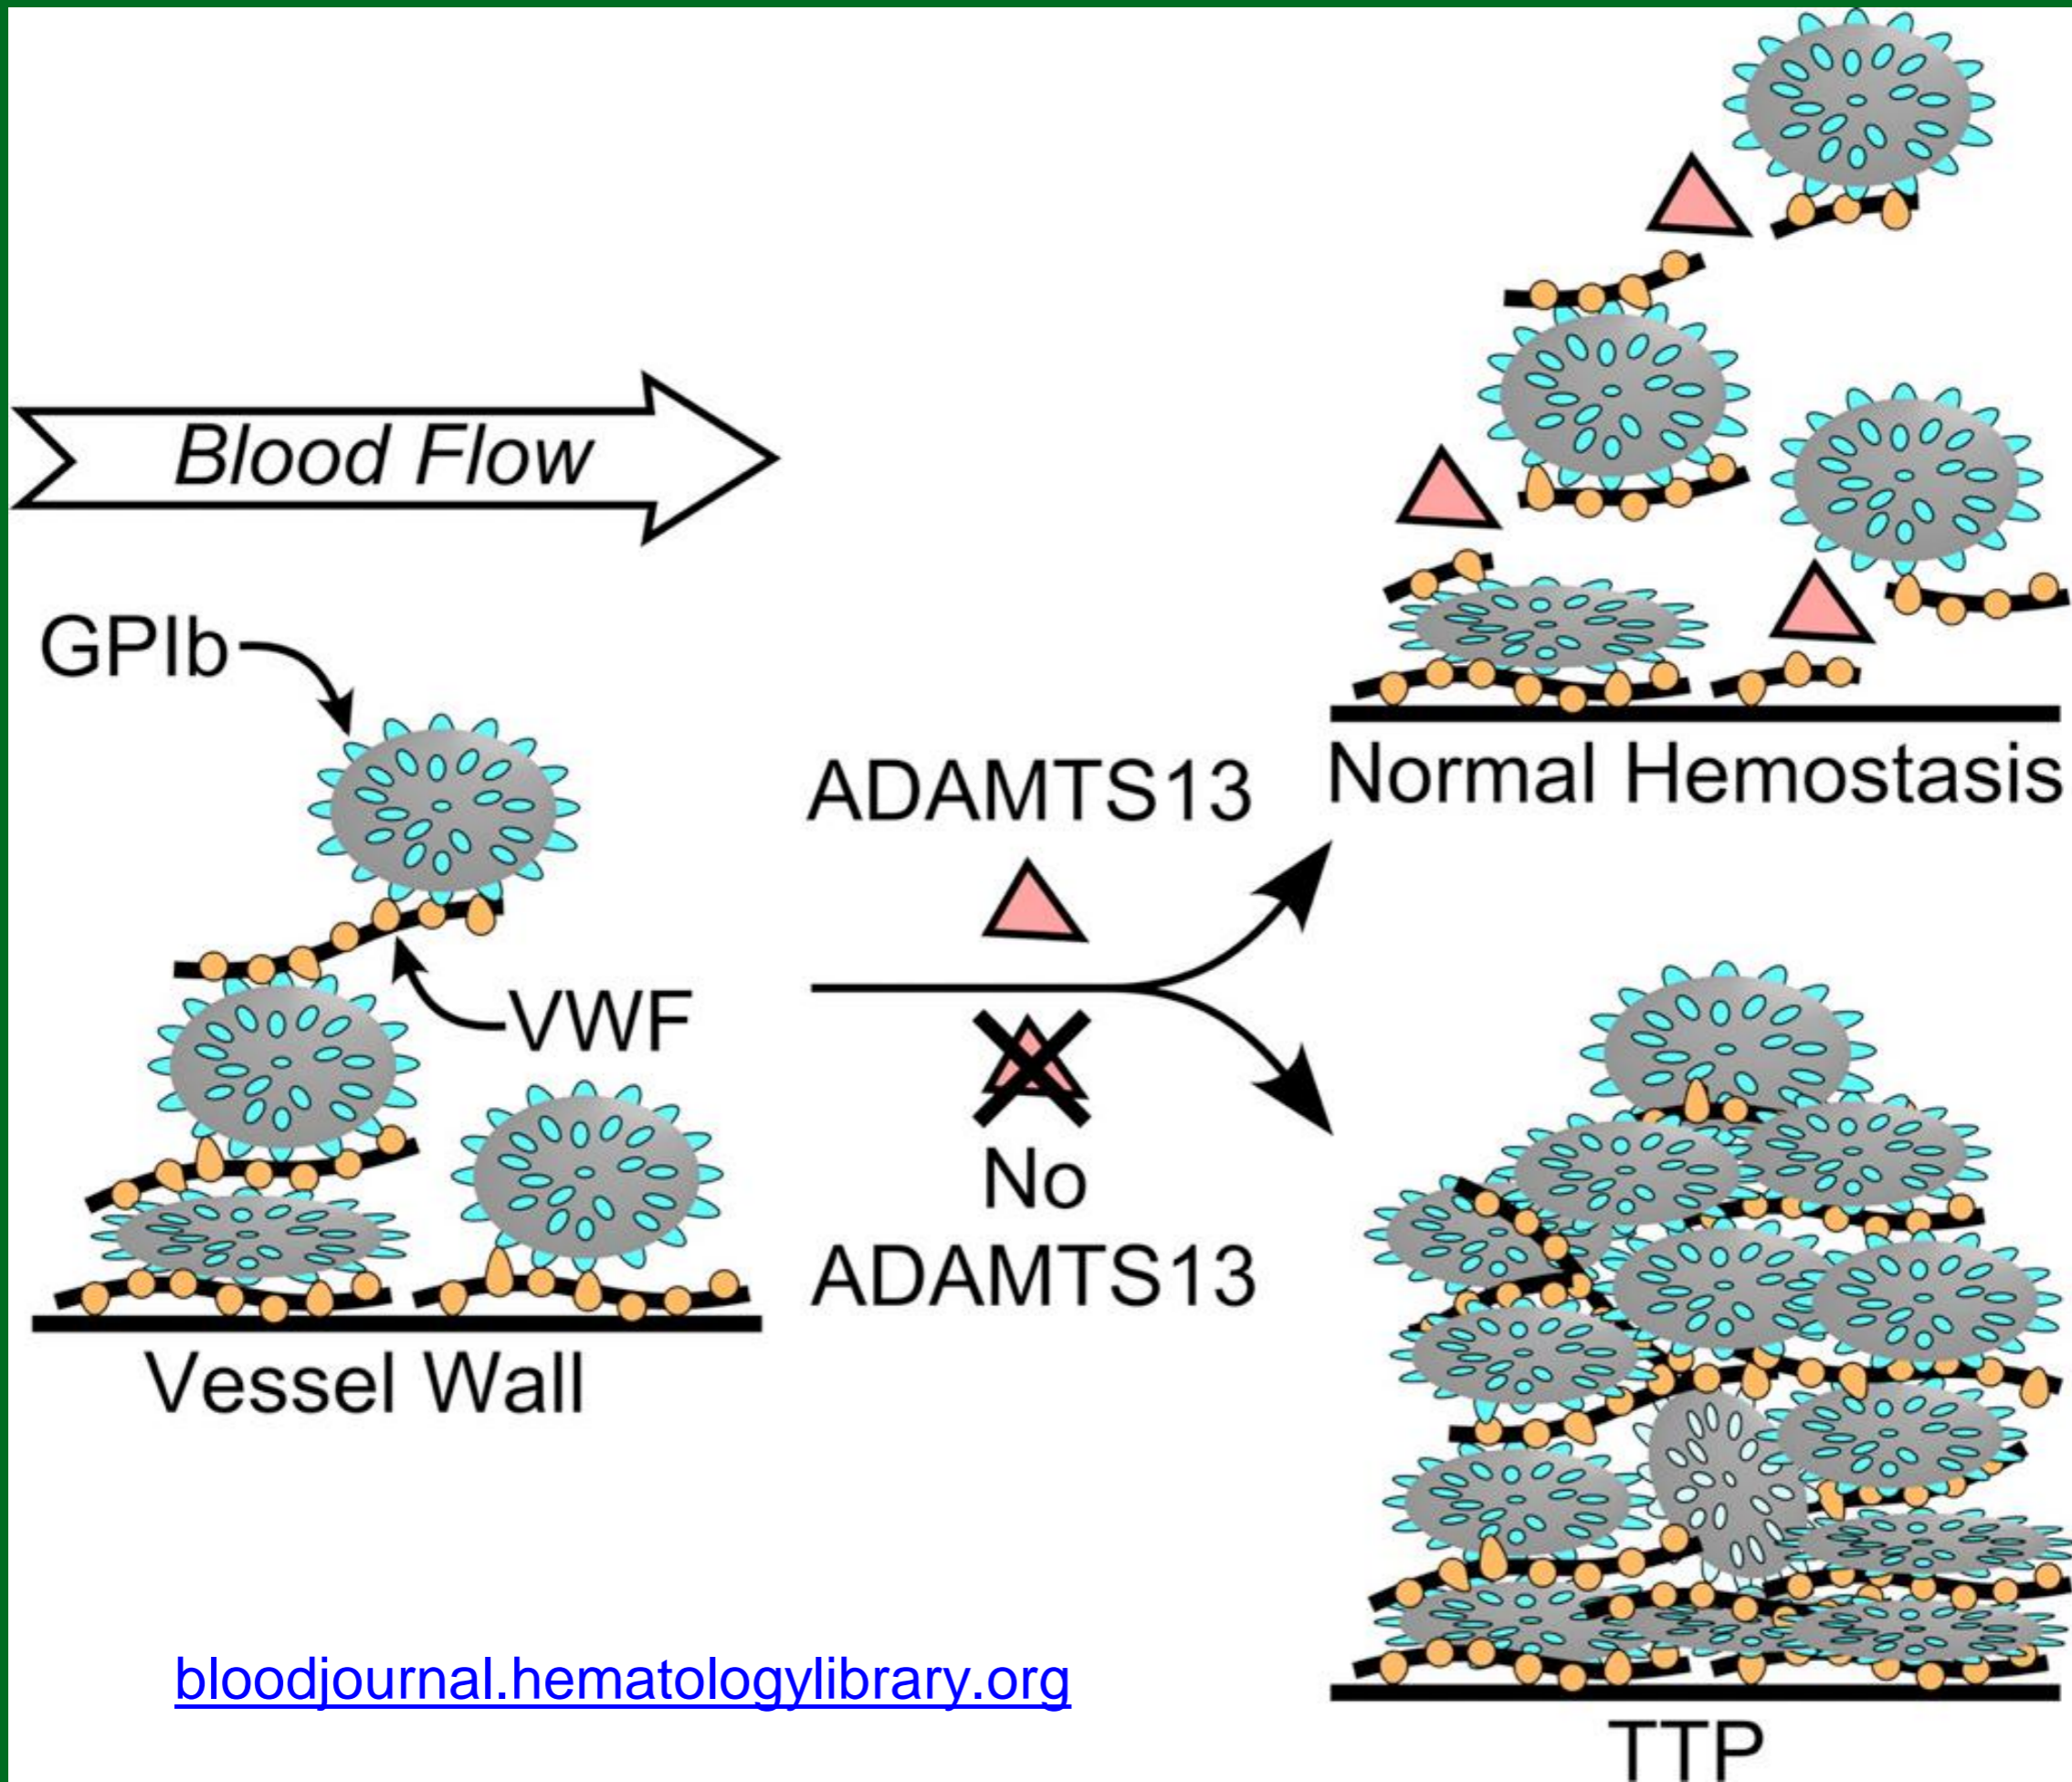 Blood Flow
GPIb
VWF
Vessel Wall
ADAMTS13
No
ADAMTS13
Normal Hemostasis
TTP
bloodjournal.hematologylibrary.org